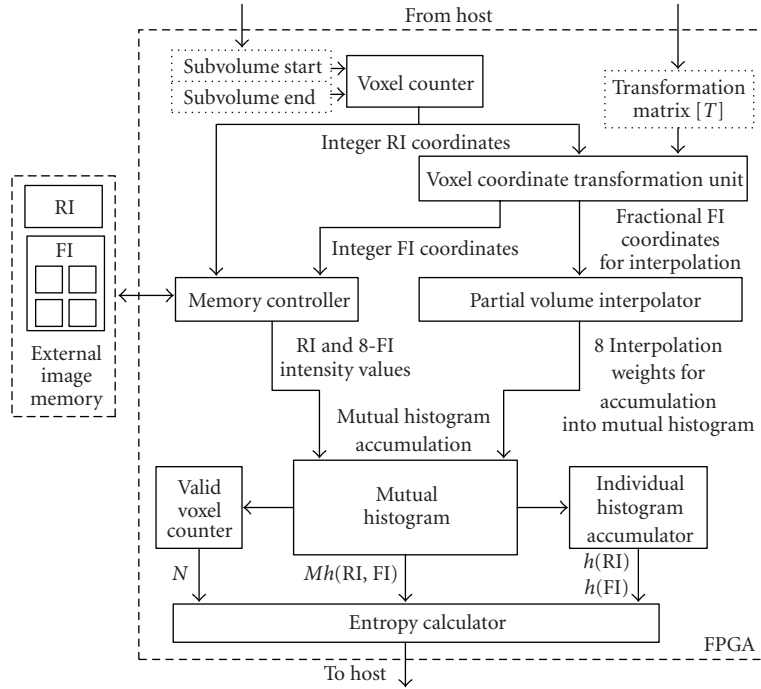 From host
Subvolume start
Subvolume end
Voxel counter
Transformation
matrix [T]
Integer RI coordinates
Voxel coordinate transformation unit
RI
FI
External
image
memory
Integer FI coordinates
Fractional FI
coordinates
for interpolation
Memory controller
Partial volume interpolator
RI and 8-FI
intensity values
8 Interpolation
weights for
accumulation
into mutual histogram
Mutual histogram
accumulation
Valid
voxel
counter
Mutual
histogram
Individual
histogram
accumulator
N
Mh(RI, FI)
h(RI)
h(FI)
Entropy calculator
FPGA
To host